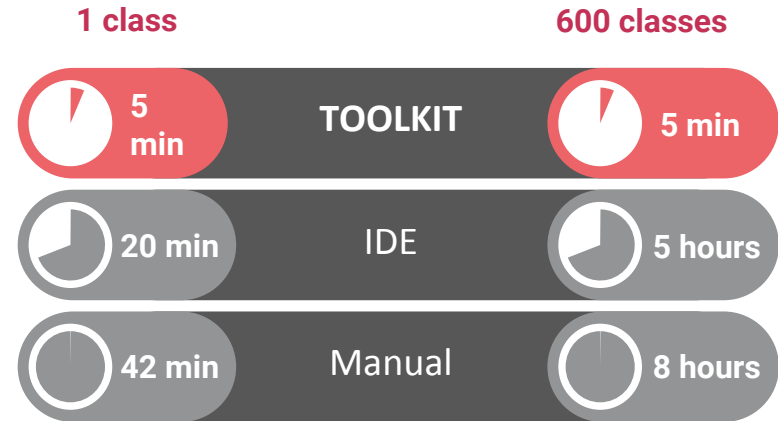 1 class
600 classes
5
min
TOOLKIT
5 min
20 min
IDE
5 hours
42 min
Manual
8 hours